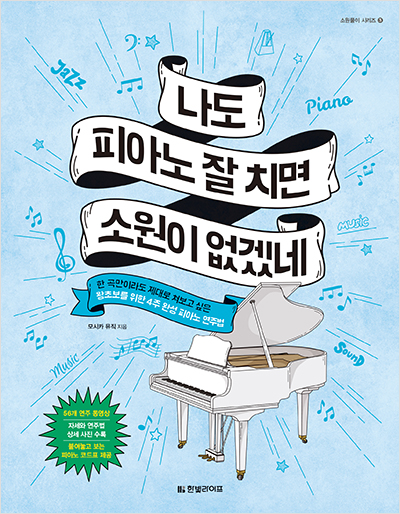 소원풀이 시리즈 9
Jazz
나도
Piano
피아노 잘 치면
소원이 없겠네
MUSIC
한 곡만이라도 제대로 쳐보고 싶은
왕초보를 위한 4주 완성 피아노 연주법
모시카 뮤직 지음
Music
SOUND
56개 연주 동영상
자세와 연주법
상세 사진 수록
붙여놓고 보는
피아노 코드표 제공
한빛라이프